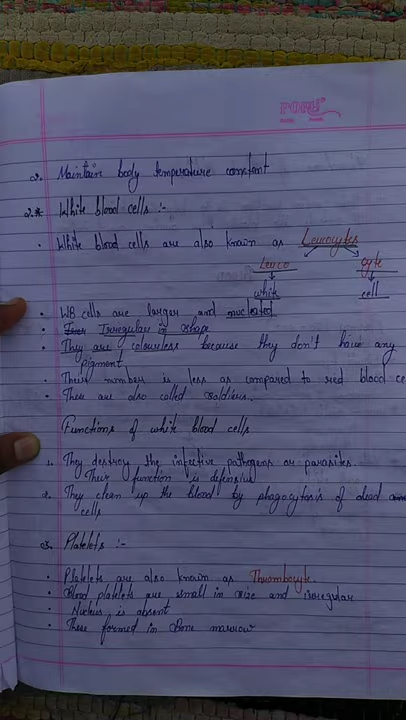 PORU
2. Maintain body temperature constant
2.* White blood cells :-
• White blood cells are also known as Leucocytes
Leuco cyte
white cell
• WB cells are larger and nucleated
• Irregular in shape
• They are colourless because they don't have any
pigment
• Their number is less as compared to red blood ce
• These are also called soldiers.
Functions of white blood cells
1. They destroy the infective pathogens or parasites.
Their function is defensive
2. They clean up the blood by phagocytosis of dead
cells
3. Platelets :-
• Platelets are also known as Thrombocyte.
• Blood platelets are small in size and irregular
• Nucleus is absent
• These formed in Bone marrow